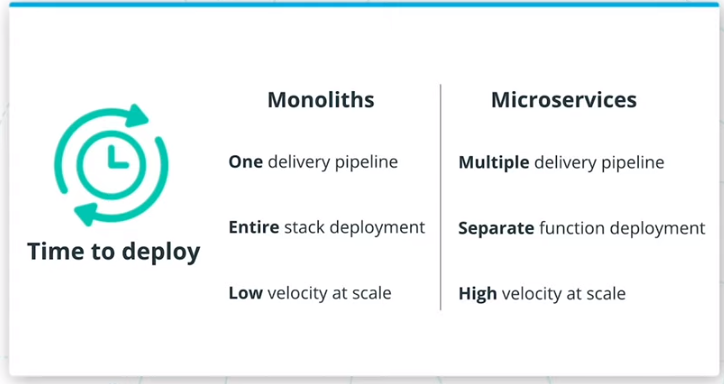 Time to deploy
Monoliths
One delivery pipeline
Entire stack deployment
Low velocity at scale
Microservices
Multiple delivery pipeline
Separate function deployment
High velocity at scale